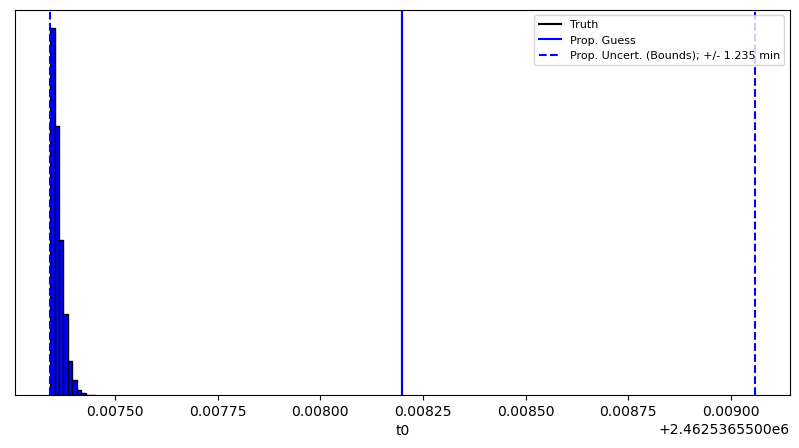 Truth
Prop. Guess
Prop. Uncert. (Bounds); +/- 1.235 min
0.00750 0.00775 0.00800 0.00825 0.00850 0.00875 0.00900
t0
+2.4625365500e6